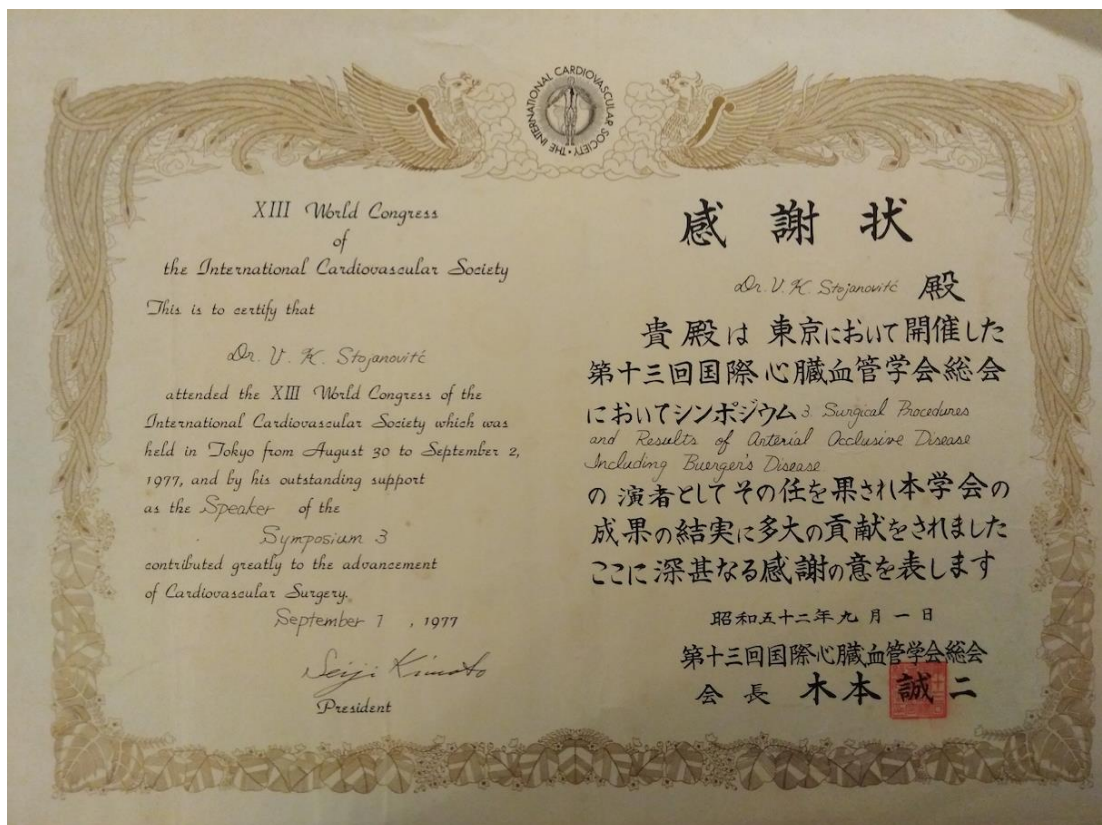 THE INTERNATIONAL CARDIOVASCULAR SOCIETY
XIII World Congress
of
the International Cardiovascular Society
This is to certify that
Dr. V. K. Stojanovitć
attended the XIII World Congress of the
International Cardiovascular Society which was
held in Tokyo from August 30 to September 2,
1977, and by his outstanding support
as the Speaker of the
Symposium 3
contributed greatly to the advancement
of Cardiovascular Surgery.
September 1, 1977
Seiji Kimoto
President
感謝状
Dr. V. K. Stojanovitć 殿
貴殿は東京において開催した
第十三回国際心臓血管学会総会
においてシンポジウム 3 Surgical Procedures
and Results of Arterial Occlusive Disease
Including Buerger's Disease
の演者としてその任を果され本学会の
成果の結実に多大の貢献をされました
ここに深甚なる感謝の意を表します
昭和五十二年九月一日
第十三回国際心臓血管学会総会
会長 木本誠二